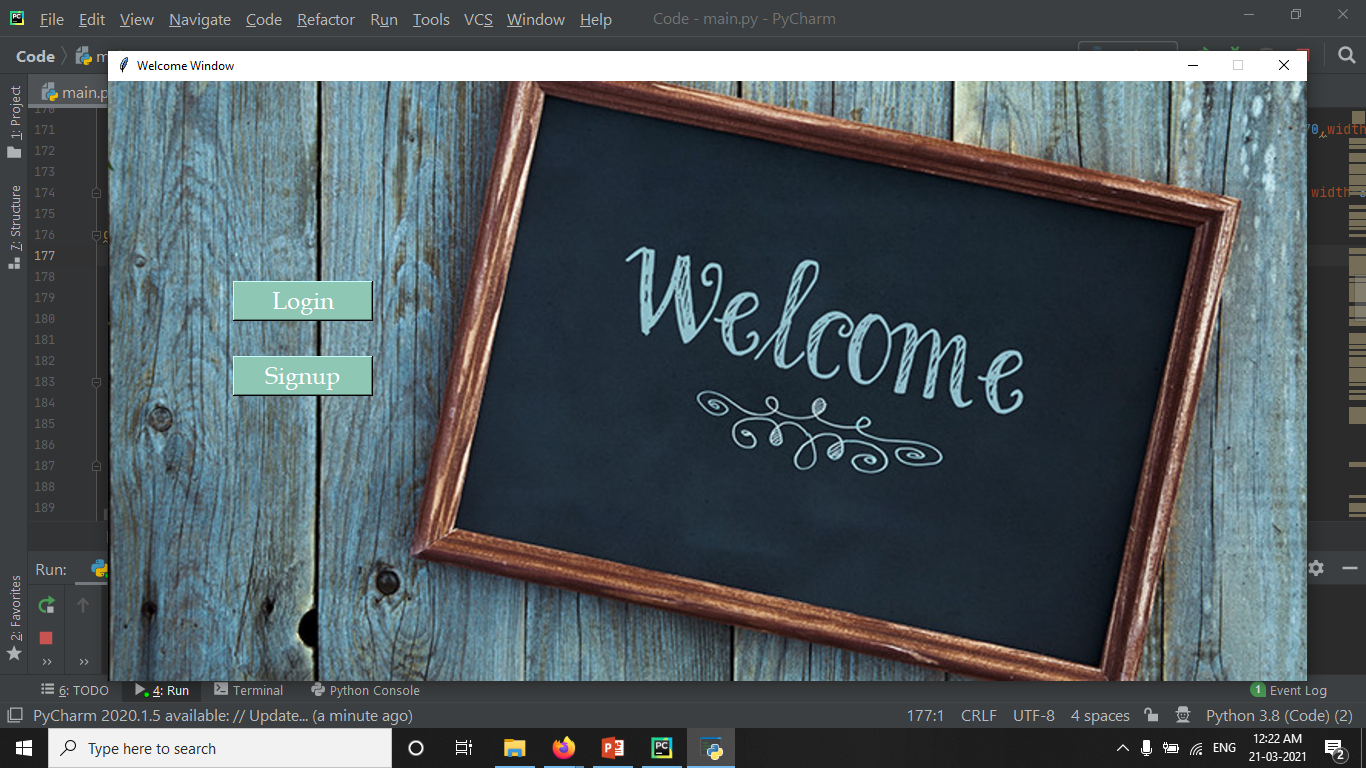 File Edit View Navigate Code Refactor Run Tools VCS Window Help Code - main.py - PyCharm
Code
Welcome Window
1: Project
main.p
170
171
172
173
174
175
176
177
178
179
180
181
182
183
184
185
186
187
188
189
70, width
width
7: Structure
Login
Signup
Welcome
Run:
2: Favorites
6: TODO 4: Run Terminal Python Console 1 Event Log
PyCharm 2020.1.5 available: // Update... (a minute ago) 177:1 CRLF UTF-8 4 spaces Python 3.8 (Code) (2)
Type here to search ENG 12:22 AM
21-03-2021 2